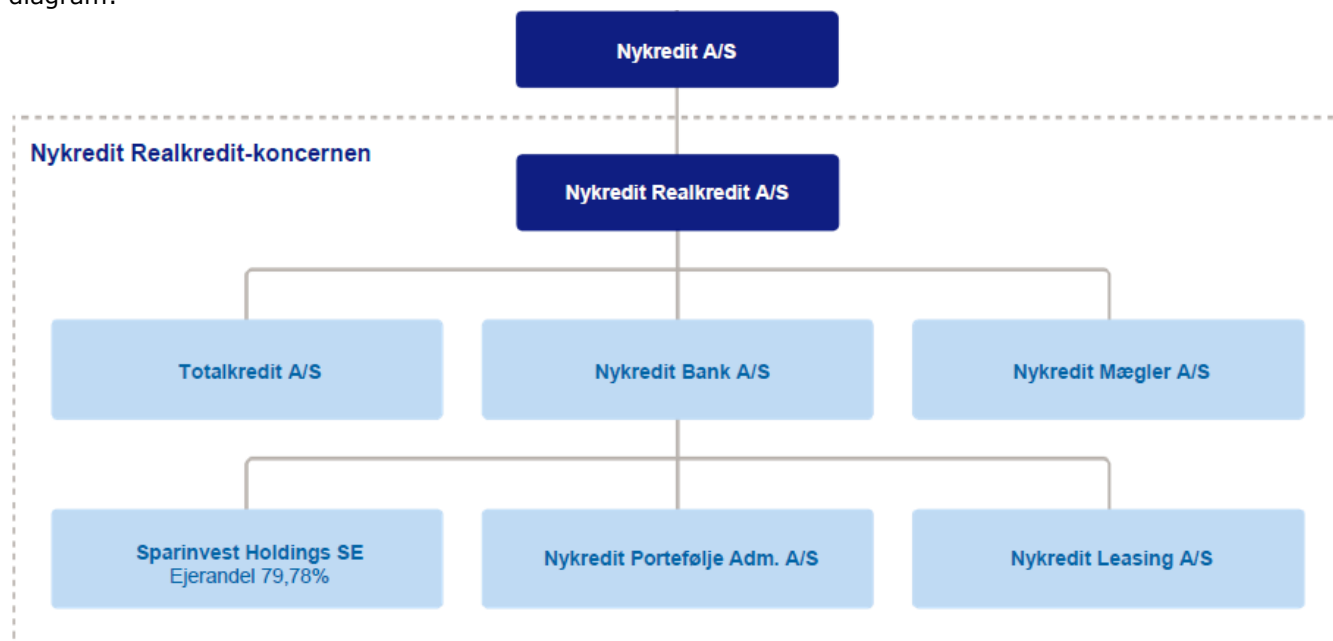 diagram.
Nykredit A/S
Nykredit Realkredit-koncernen
Nykredit Realkredit A/S
Totalkredit A/S
Nykredit Bank A/S
Nykredit Mægler A/S
Sparinvest Holdings SE
Ejerandel 79,78%
Nykredit Portefølje Adm. A/S
Nykredit Leasing A/S